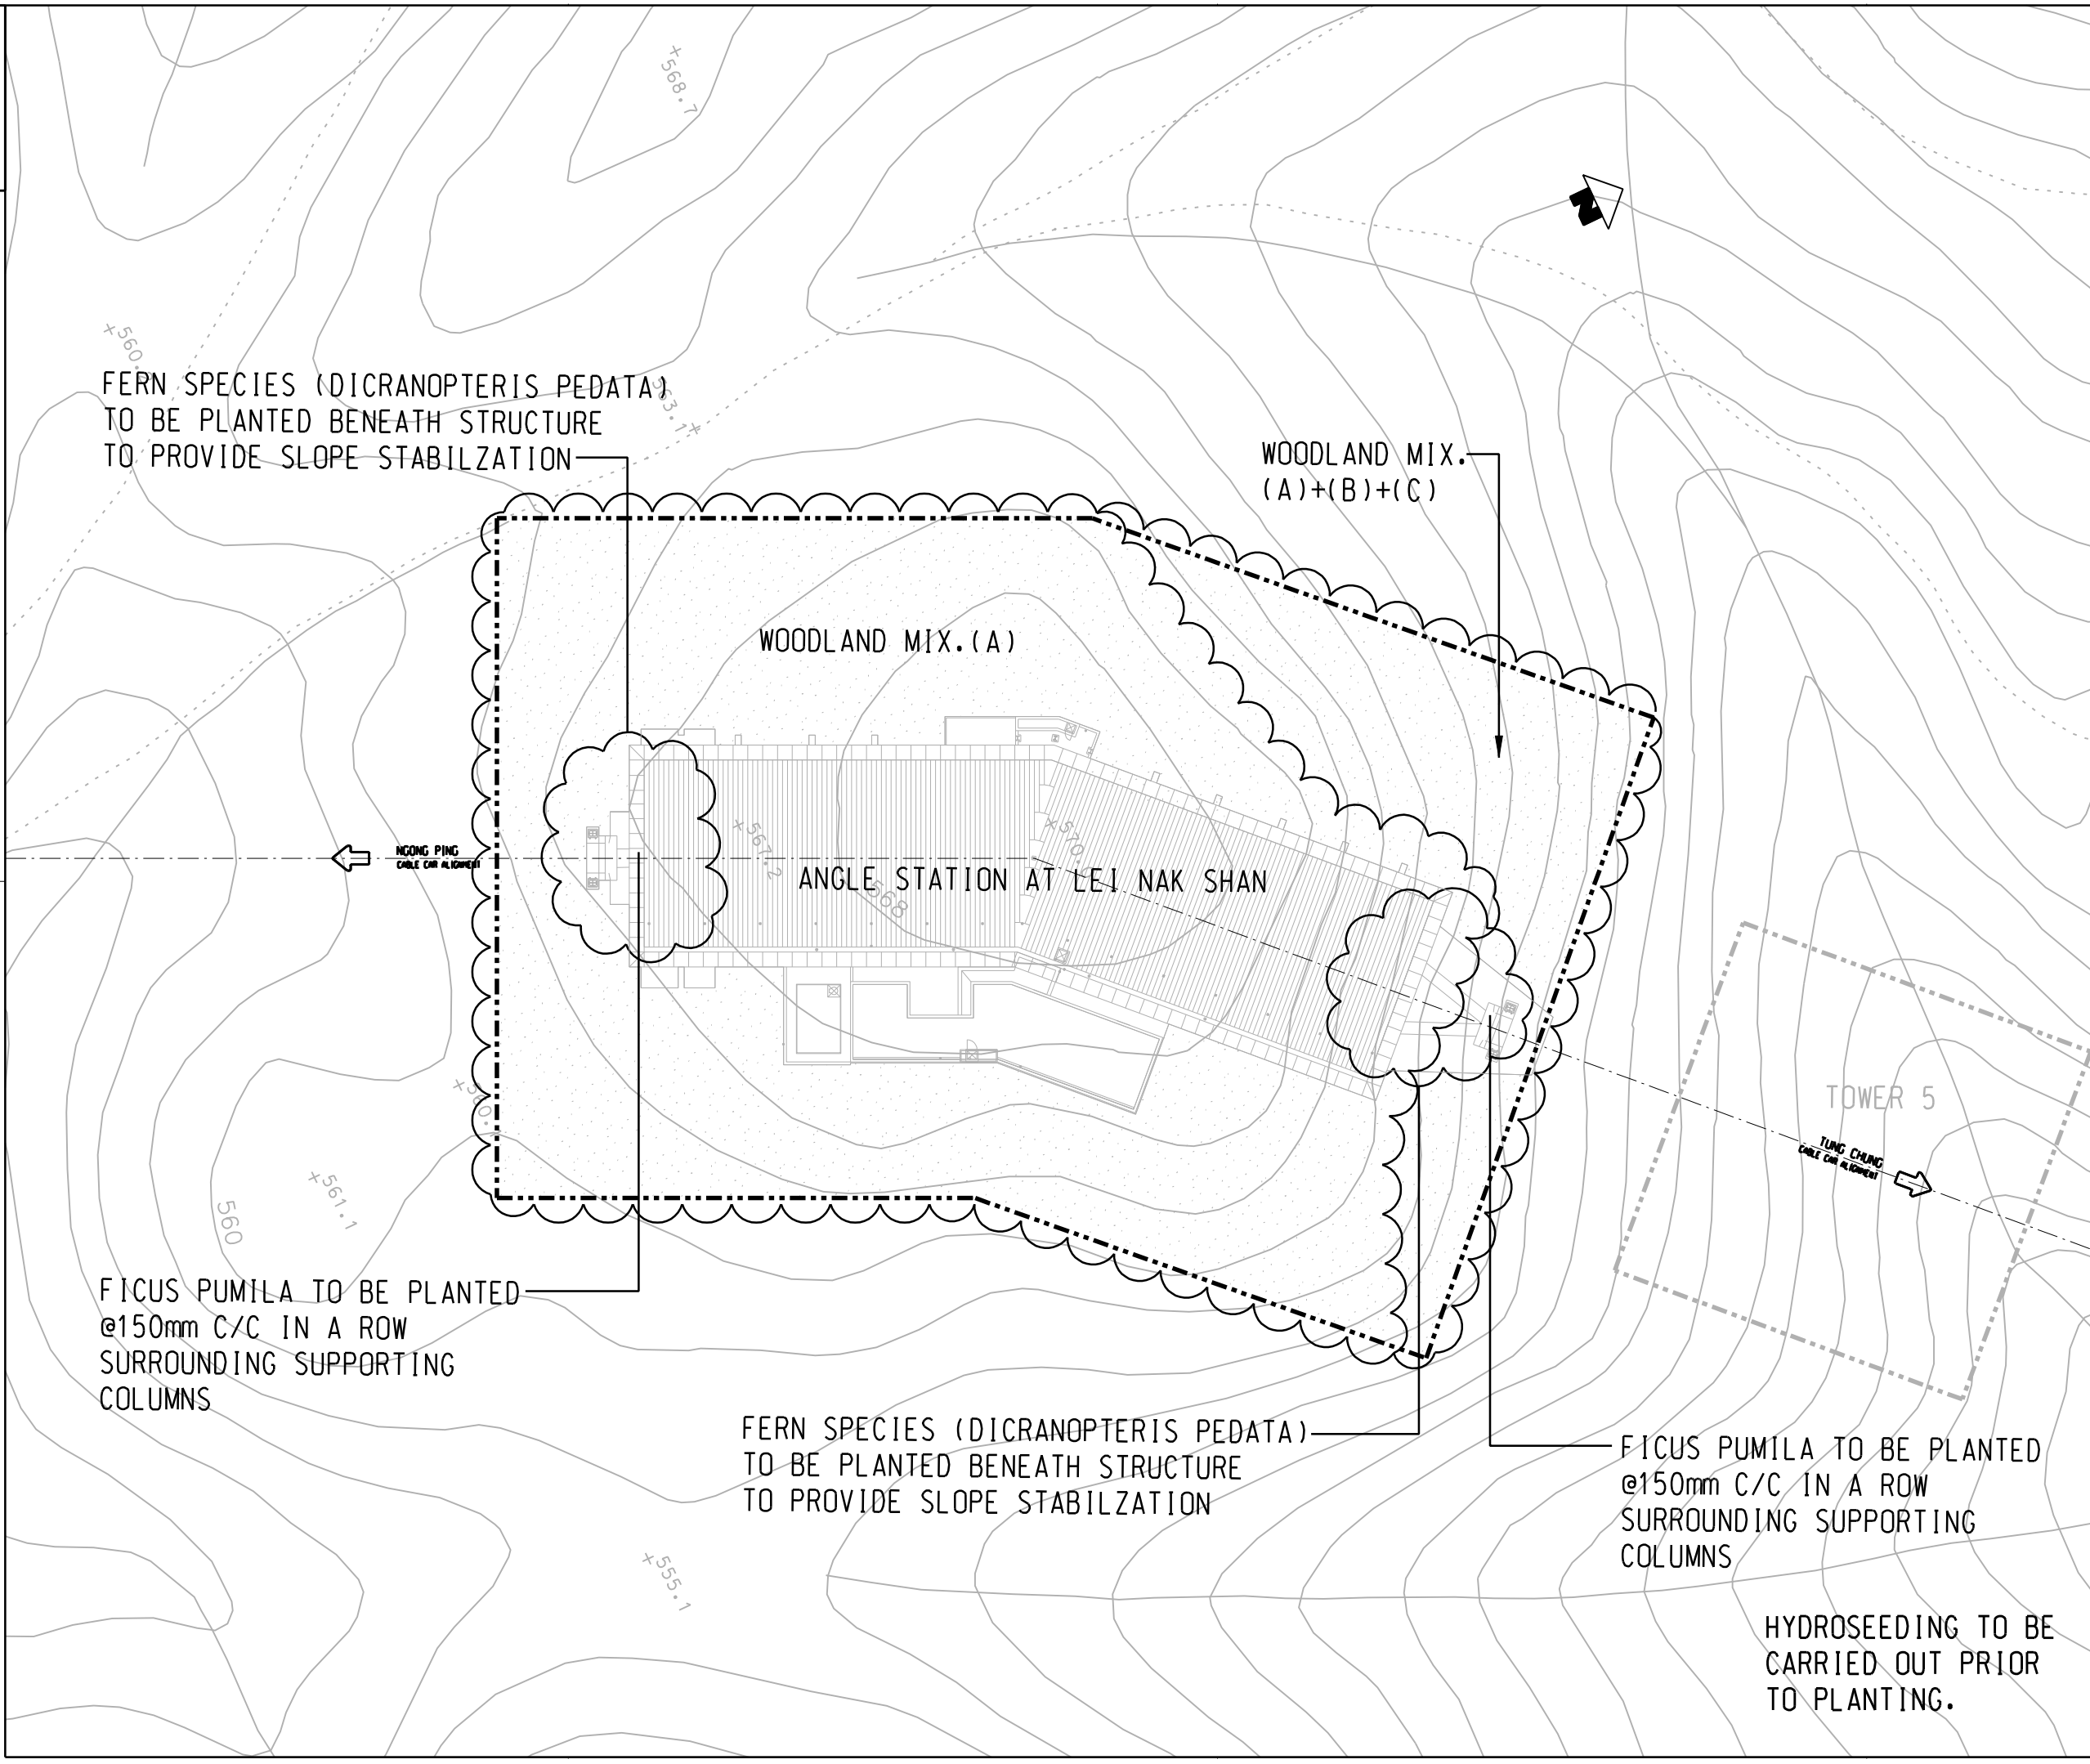 +568.7
FERN SPECIES (DICRANOPTERIS PEDATA)
TO BE PLANTED BENEATH STRUCTURE
TO PROVIDE SLOPE STABILZATION
563.1+
WOODLAND MIX.
(A)+(B)+(C)
WOODLAND MIX.(A)
NGONG PING
CABLE CAR ALIGNMENT
+567.2
ANGLE STATION AT LEI NAK SHAN
568
TOWER 5
TUNG CHUNG
CABLE CAR ALIGNMENT
+561.1
560
FICUS PUMILA TO BE PLANTED
@150mm C/C IN A ROW
SURROUNDING SUPPORTING
COLUMNS
FERN SPECIES (DICRANOPTERIS PEDATA)
TO BE PLANTED BENEATH STRUCTURE
TO PROVIDE SLOPE STABILZATION
FICUS PUMILA TO BE PLANTED
@150mm C/C IN A ROW
SURROUNDING SUPPORTING
COLUMNS
+555.1
HYDROSEEDING TO BE
CARRIED OUT PRIOR
TO PLANTING.